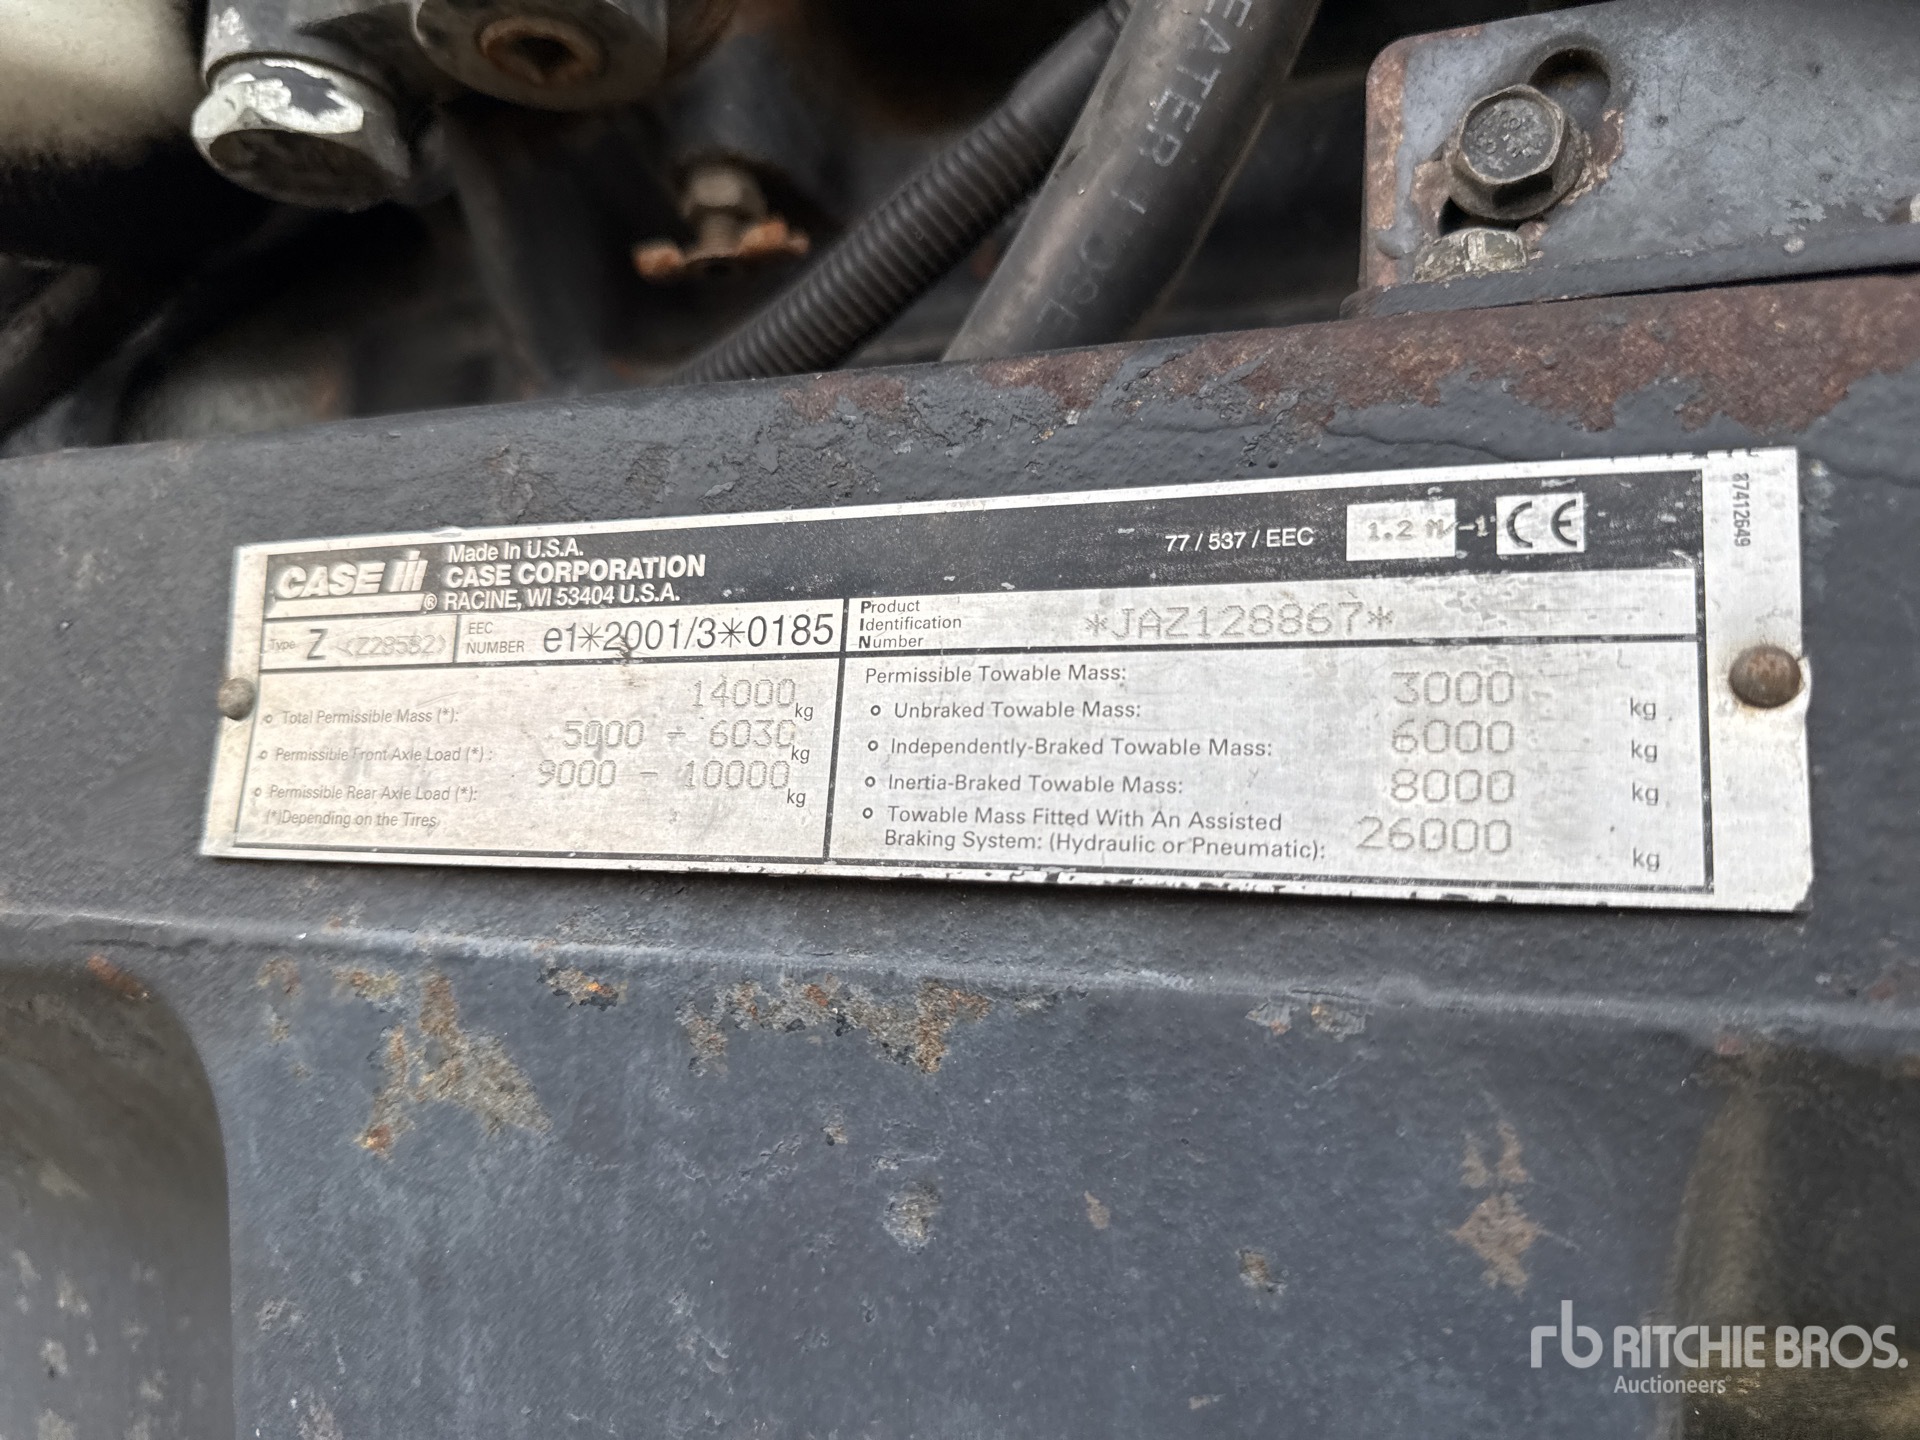 CASE IH ®
Made In U.S.A.
CASE CORPORATION
RACINE, WI 53404 U.S.A.
77 / 537 / EEC
CE
87412649
Type Z
EEC NUMBER e1*2001/3*0185
Product Identification Number *JAZ128867*
Total Permissible Mass (*): 14000 kg
Permissible Front Axle Load (*): 5000 - 6030 kg
Permissible Rear Axle Load (*): 9000 - 10000 kg
(*)Depending on the Tires
Permissible Towable Mass:
Unbraked Towable Mass: 3000 kg
Independently-Braked Towable Mass: 6000 kg
Inertia-Braked Towable Mass: 8000 kg
Towable Mass Fitted With An Assisted
Braking System: (Hydraulic or Pneumatic): 26000 kg
rb RITCHIE BROS.
Auctioneers